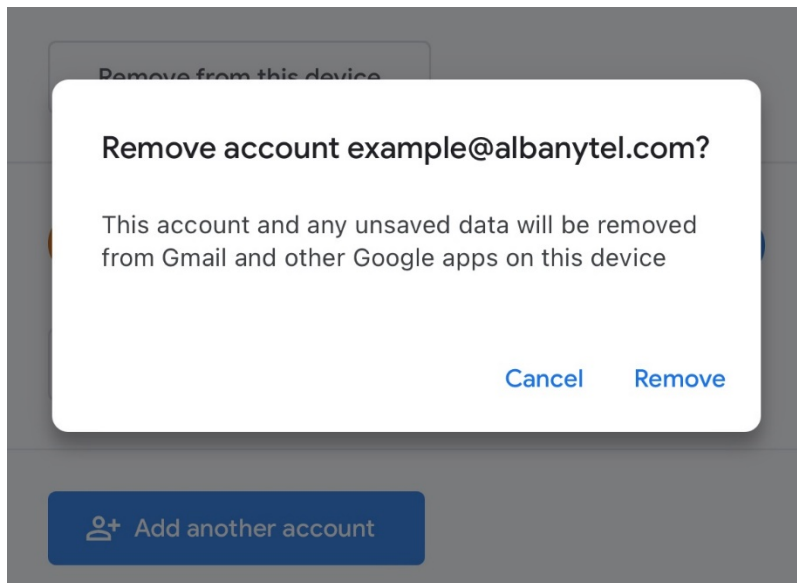 Remove from this device
Remove account example@albanytel.com?
This account and any unsaved data will be removed
from Gmail and other Google apps on this device
Cancel Remove
Add another account